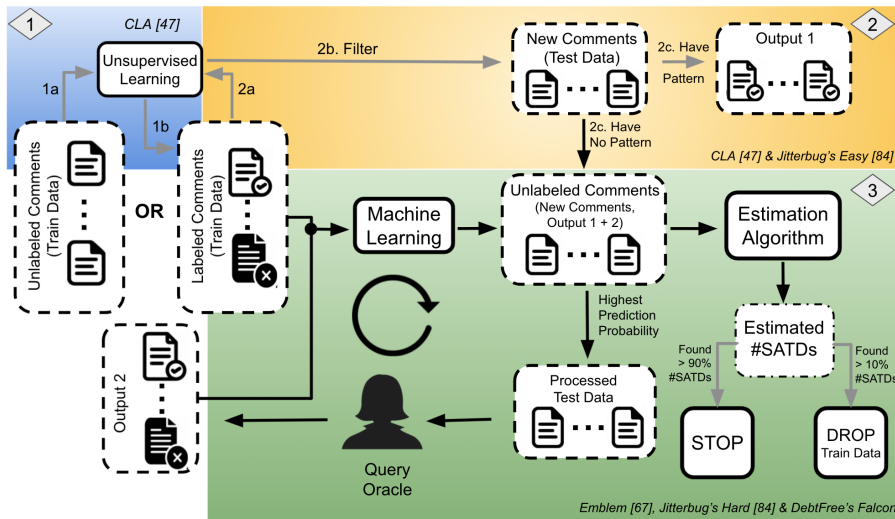 1
CLA [47]
Unsupervised
Learning
1a
1b
2a
2b. Filter
New Comments
(Test Data)
2c. Have
Pattern
Output 1
2
2c. Have
No Pattern
CLA [47] & Jitterbug's Easy [84]
Unlabeled Comments
(Train Data)
OR
Labeled Comments
(Train Data)
Machine
Learning
Unlabeled Comments
(New Comments,
Output 1 + 2)
Estimation
Algorithm
3
Highest
Prediction
Probability
Estimated
#SATDs
Found
> 90%
#SATDs
Found
> 10%
#SATDs
Output 2
Query
Oracle
Processed
Test Data
STOP
DROP
Train Data
Emblem [67], Jitterbug's Hard [84] & DebtFree's Falcon